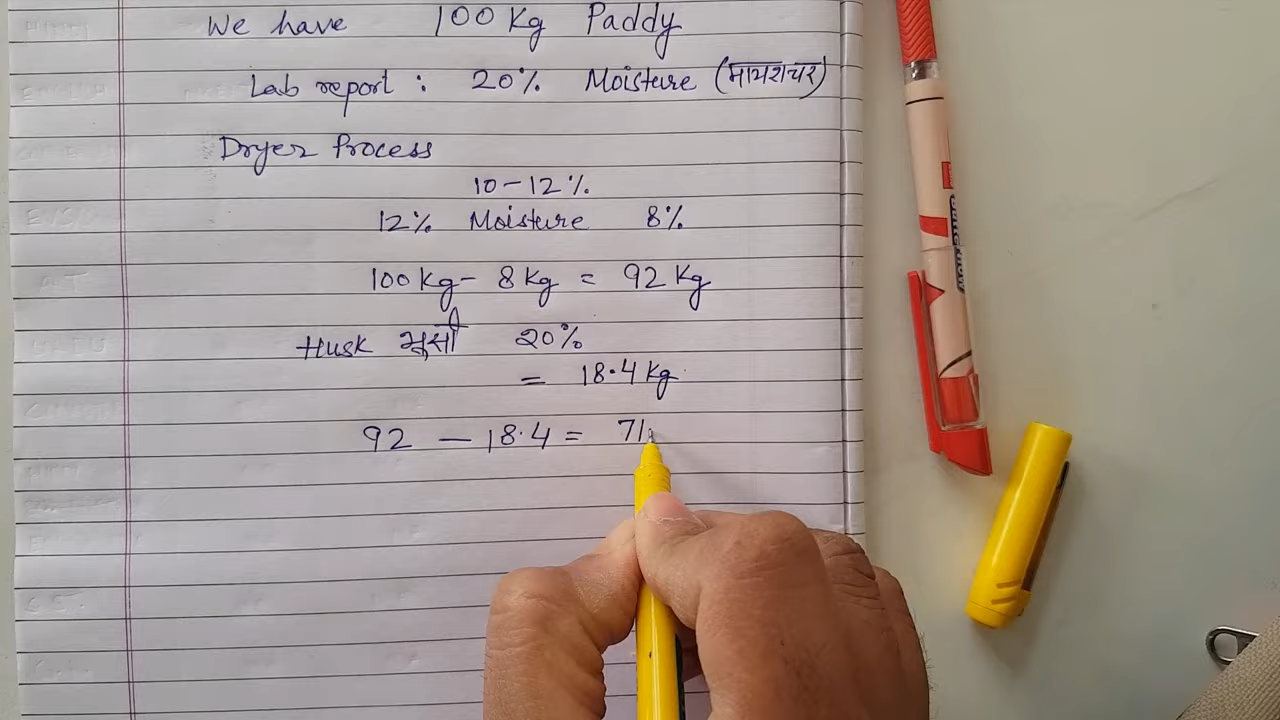 We have 100 Kg Paddy
Lab report : 20% Moisture (मायशचर)
Dryer Process
10-12%
12% Moisture 8%
100 Kg - 8 Kg = 92 Kg
Husk भूसी 20%
= 18.4 Kg
92 - 18.4 = 71